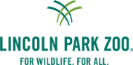 LINCOLN PARK ZOO.
FOR WILDLIFE. FOR ALL.